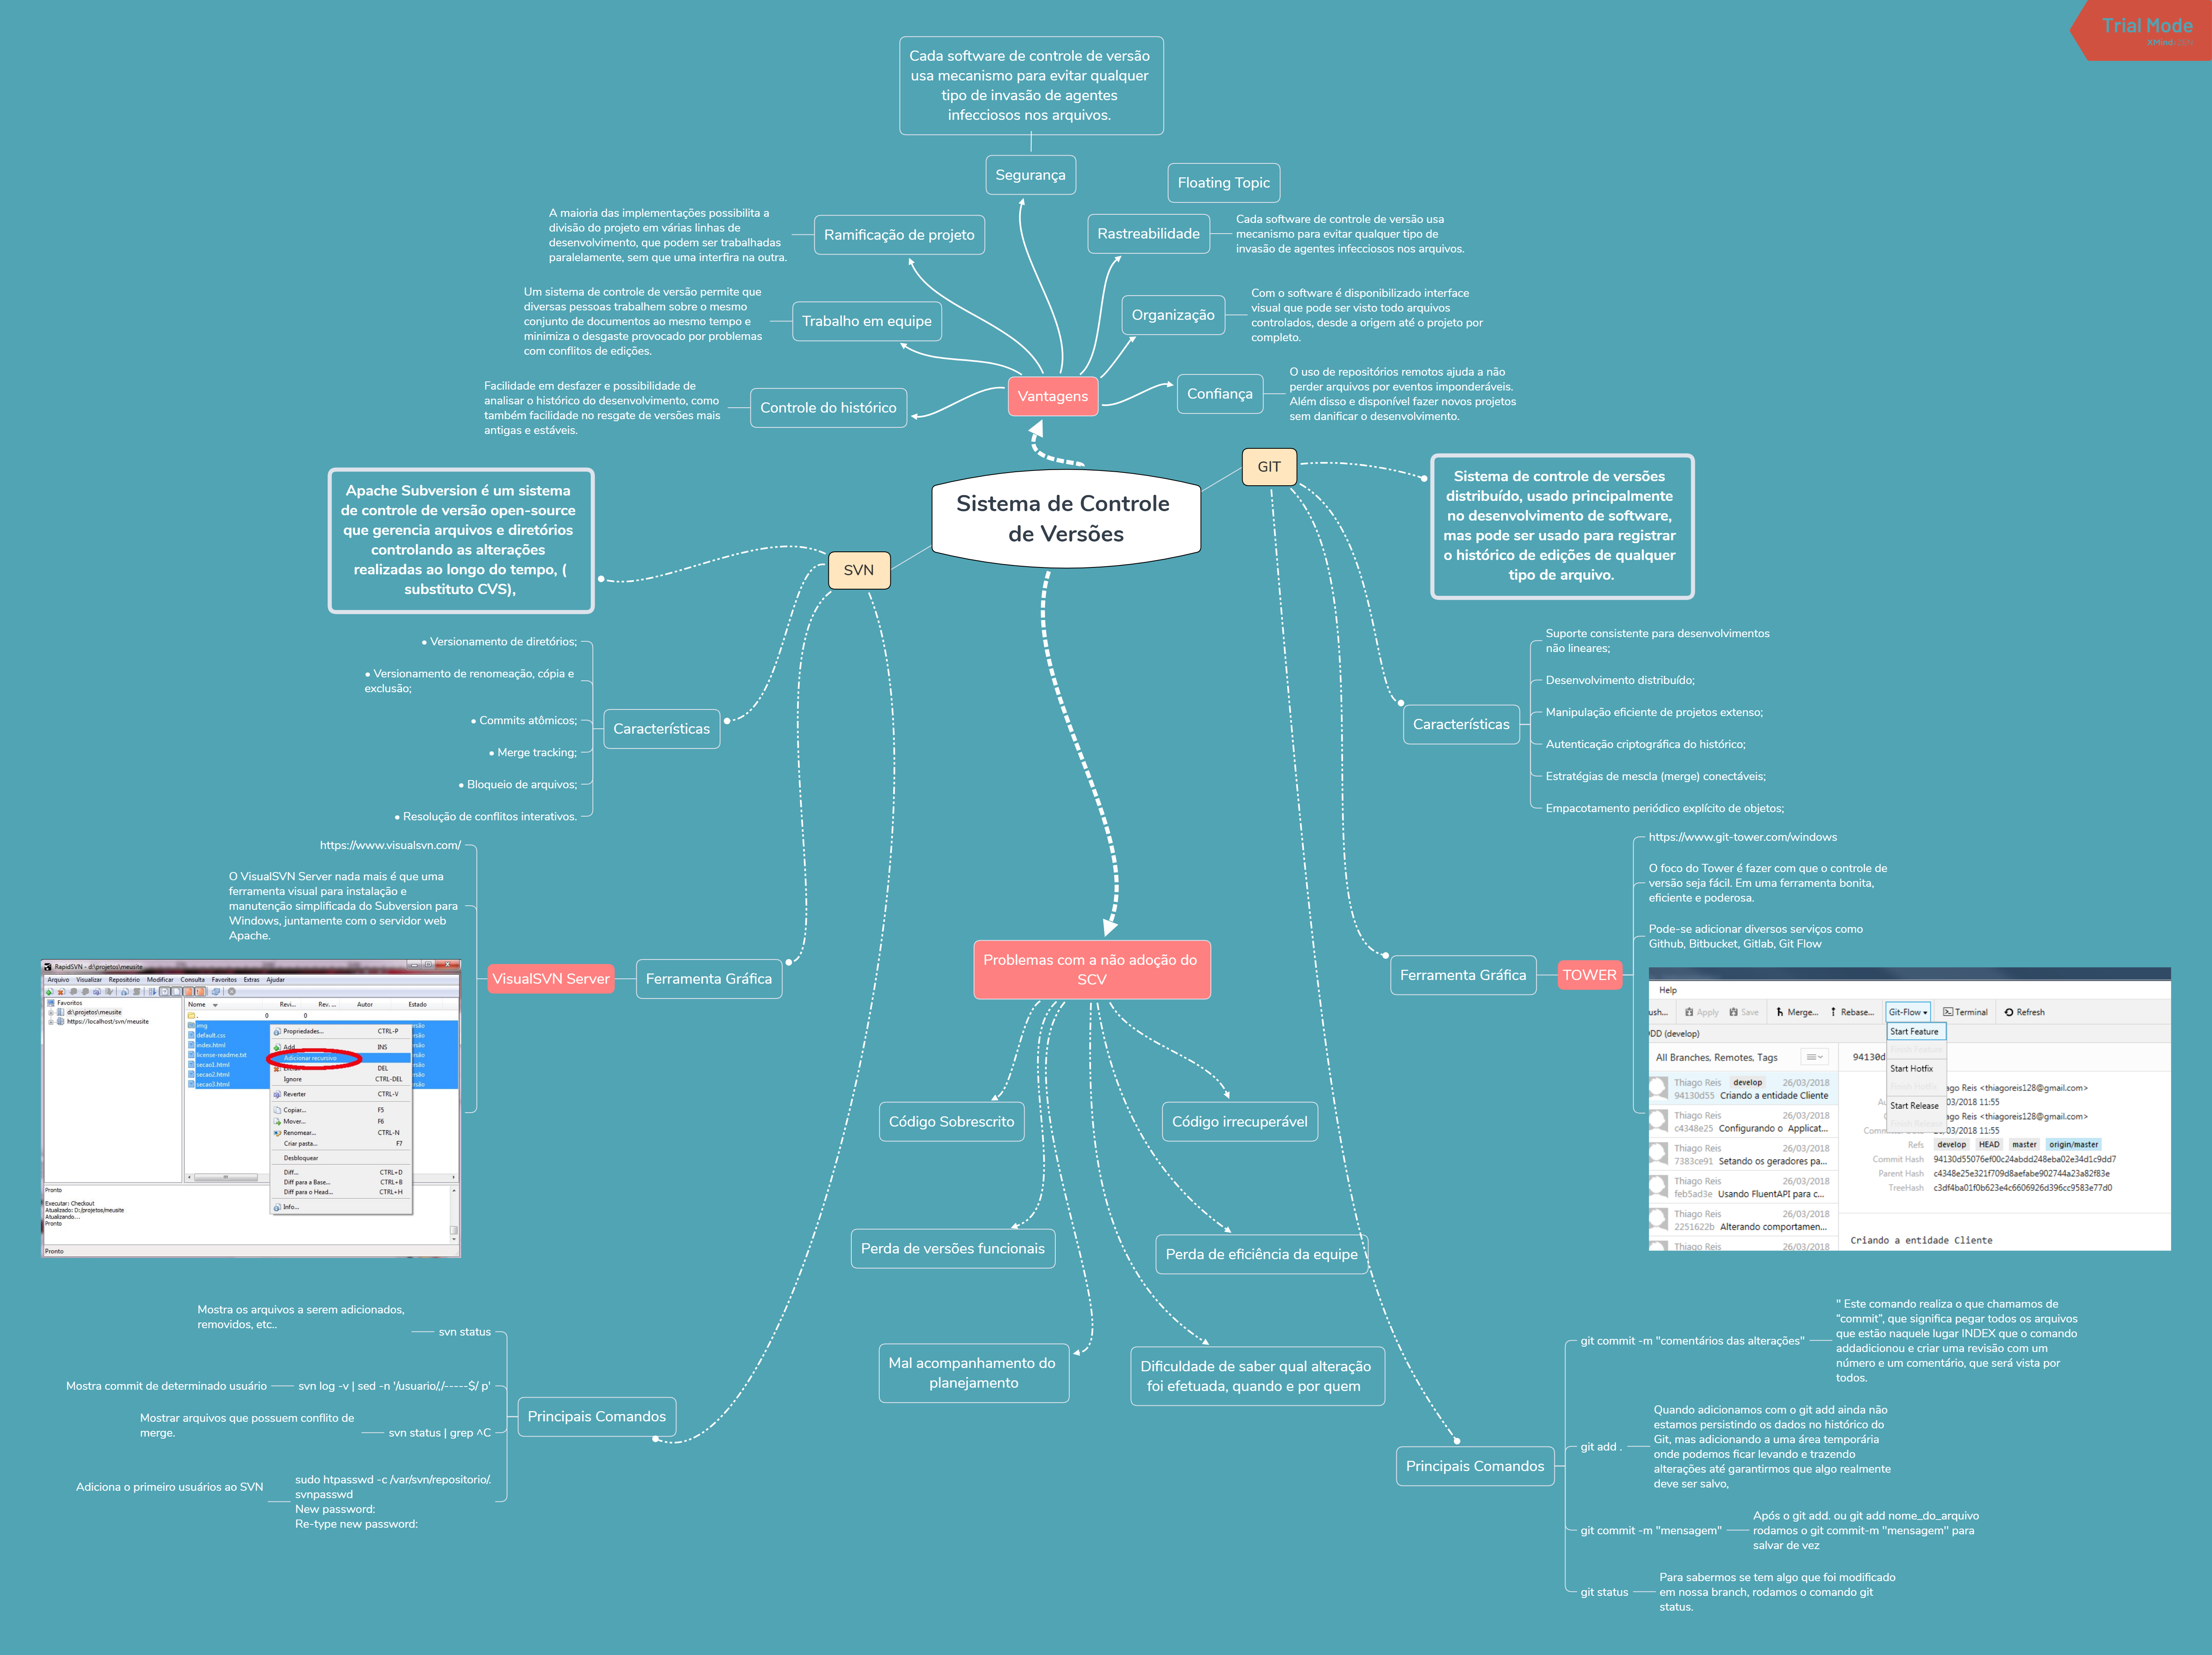 Trial Mode
XMind:ZEN
Cada software de controle de versão
usa mecanismo para evitar qualquer
tipo de invasão de agentes
infecciosos nos arquivos.
Segurança
Floating Topic
A maioria das implementações possibilita a
divisão do projeto em várias linhas de
desenvolvimento, que podem ser trabalhadas
paralelamente, sem que uma interfira na outra.
Ramificação de projeto
Rastreabilidade
Cada software de controle de versão usa
mecanismo para evitar qualquer tipo de
invasão de agentes infecciosos nos arquivos.
Um sistema de controle de versão permite que
diversas pessoas trabalhem sobre o mesmo
conjunto de documentos ao mesmo tempo e
minimiza o desgaste provocado por problemas
com conflitos de edições.
Trabalho em equipe
Organização
Com o software é disponibilizado interface
visual que pode ser visto todo arquivos
controlados, desde a origem até o projeto por
completo.
Facilidade em desfazer e possibilidade de
analisar o histórico do desenvolvimento, como
também facilidade no resgate de versões mais
antigas e estáveis.
Controle do histórico
Vantagens
Confiança
O uso de repositórios remotos ajuda a não
perder arquivos por eventos imponderáveis.
Além disso e disponível fazer novos projetos
sem danificar o desenvolvimento.
Sistema de Controle
de Versões
GIT
Sistema de controle de versões
distribuído, usado principalmente
no desenvolvimento de software,
mas pode ser usado para registrar
o histórico de edições de qualquer
tipo de arquivo.
Apache Subversion é um sistema
de controle de versão open-source
que gerencia arquivos e diretórios
controlando as alterações
realizadas ao longo do tempo, (
substituto CVS),
SVN
• Versionamento de diretórios;
• Versionamento de renomeação, cópia e
exclusão;
• Commits atômicos;
• Merge tracking;
• Bloqueio de arquivos;
• Resolução de conflitos interativos.
Características
Características
Suporte consistente para desenvolvimentos
não lineares;
Desenvolvimento distribuído;
Manipulação eficiente de projetos extenso;
Autenticação criptográfica do histórico;
Estratégias de mescla (merge) conectáveis;
Empacotamento periódico explícito de objetos;
https://www.visualsvn.com/
O VisualSVN Server nada mais é que uma
ferramenta visual para instalação e
manutenção simplificada do Subversion para
Windows, juntamente com o servidor web
Apache.
VisualSVN Server
Ferramenta Gráfica
RapidSVN - d:\projetos\meusite
Arquivo Visualizar Repositório Modificar Consulta Favoritos Extras Ajudar
Favoritos
d:\projetos\meusite
https://localhost/svn/meusite
Nome Revi... Rev. ... Autor Estado
. 0 0
img
default.css
index.html
license-readme.txt
secao1.html
secao2.html
secao3.html
Propriedades... CTRL-P
Add... INS
Adicionar recursivo
DEL
Ignore CTRL-DEL
Reverter CTRL-V
Copiar... F5
Mover... F6
Renomear... CTRL-N
Criar pasta... F7
Desbloquear
Diff... CTRL+D
Diff para a Base... CTRL+B
Diff para o Head... CTRL+H
Info...
Pronto
Executar: Checkout
Atualizado: D:/projetos/meusite
Atualizando...
Pronto
Pronto
Problemas com a não adoção do
SCV
Código Sobrescrito
Código irrecuperável
Perda de versões funcionais
Perda de eficiência da equipe
Mal acompanhamento do
planejamento
Dificuldade de saber qual alteração
foi efetuada, quando e por quem
Ferramenta Gráfica
TOWER
https://www.git-tower.com/windows
O foco do Tower é fazer com que o controle de
versão seja fácil. Em uma ferramenta bonita,
eficiente e poderosa.
Pode-se adicionar diversos serviços como
Github, Bitbucket, Gitlab, Git Flow
Help
ush... Apply Save Merge... Rebase... Git-Flow Terminal Refresh
DD (develop)
Start Feature
Start Hotfix
Start Release
All Branches, Remotes, Tags
94130d
Thiago Reis develop 26/03/2018
94130d55 Criando a entidade Cliente
Thiago Reis 26/03/2018
c4348e25 Configurando o Applicat...
Thiago Reis 26/03/2018
7383ce91 Setando os geradores pa...
Thiago Reis 26/03/2018
feb5ad3e Usando FluentAPI para c...
Thiago Reis 26/03/2018
2251622b Alterando comportamen...
Thiago Reis 26/03/2018
ago Reis <thiagoreis128@gmail.com>
03/2018 11:55
ago Reis <thiagoreis128@gmail.com>
03/2018 11:55
Refs develop HEAD master origin/master
Commit Hash 94130d55076ef00c24abdd248eba02e34d1c9dd7
Parent Hash c4348e25e321f709d8aefabe902744a23a82f83e
TreeHash c3df4ba01f0b623e4c6606926d396cc9583e77d0
Criando a entidade Cliente
Mostra os arquivos a serem adicionados,
removidos, etc..
svn status
Mostra commit de determinado usuário
svn log -v | sed -n '/usuario/,/-----$/ p'
Mostrar arquivos que possuem conflito de
merge.
svn status | grep ^C
Adiciona o primeiro usuários ao SVN
sudo htpasswd -c /var/svn/repositorio/.
svnpasswd
New password:
Re-type new password:
Principais Comandos
Principais Comandos
git commit -m "comentários das alterações"
" Este comando realiza o que chamamos de
“commit”, que significa pegar todos os arquivos
que estão naquele lugar INDEX que o comando
addadicionou e criar uma revisão com um
número e um comentário, que será vista por
todos.
git add .
Quando adicionamos com o git add ainda não
estamos persistindo os dados no histórico do
Git, mas adicionando a uma área temporária
onde podemos ficar levando e trazendo
alterações até garantirmos que algo realmente
deve ser salvo,
git commit -m "mensagem"
Após o git add. ou git add nome_do_arquivo
rodamos o git commit-m "mensagem" para
salvar de vez
git status
Para sabermos se tem algo que foi modificado
em nossa branch, rodamos o comando git
status.